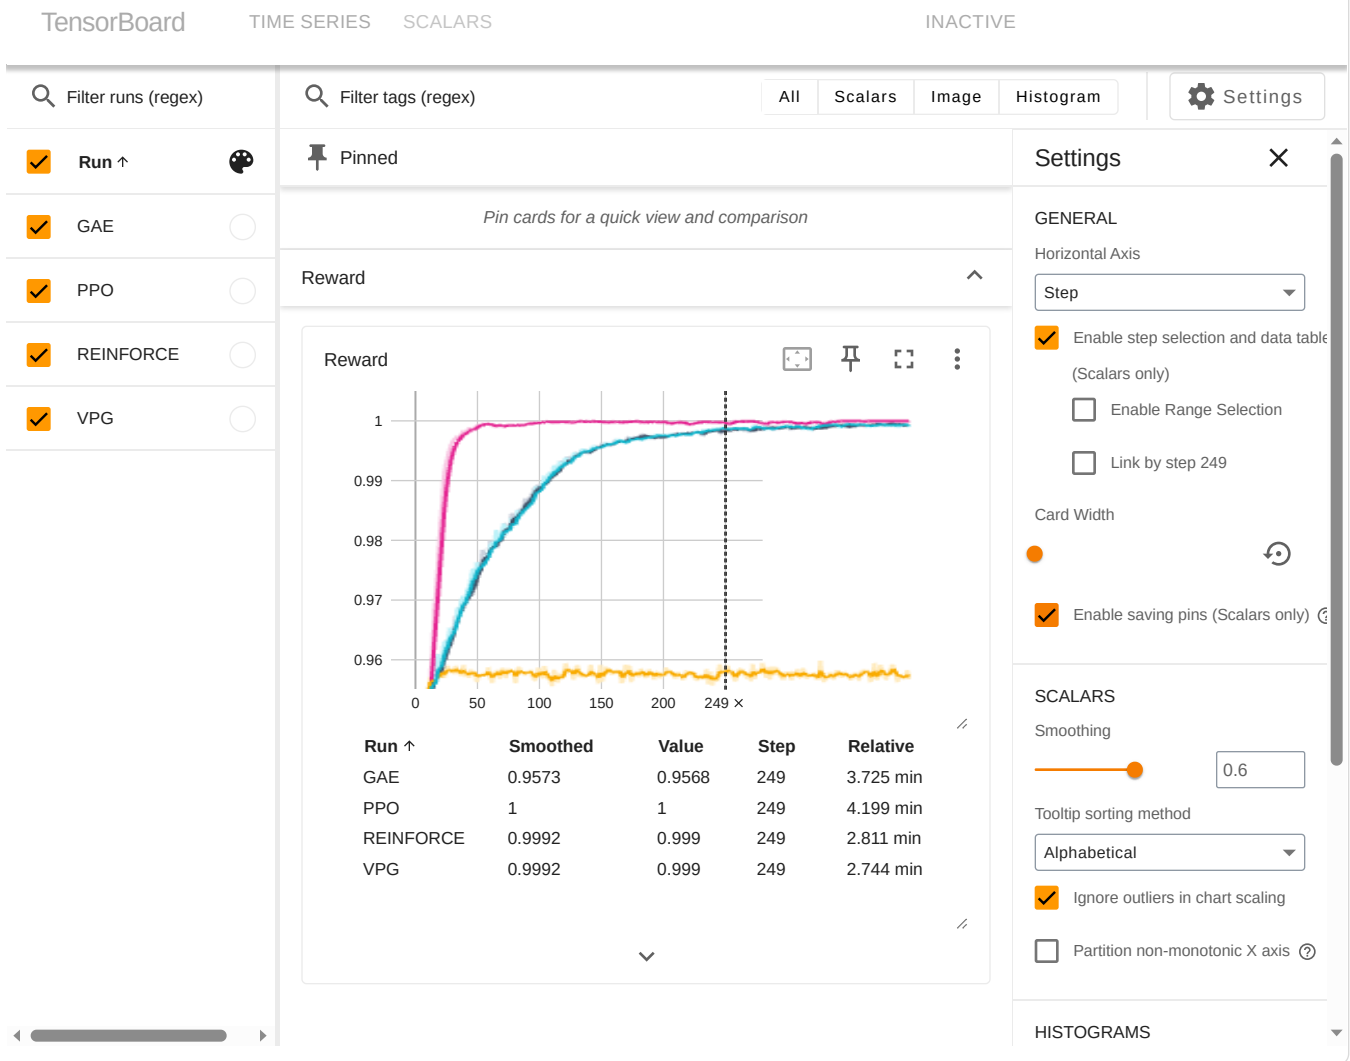 TensorBoard TIME SERIES SCALARS INACTIVE
Filter runs (regex)
Filter tags (regex)
All Scalars Image Histogram
Settings
Run
GAE
PPO
REINFORCE
VPG
Pinned
Pin cards for a quick view and comparison
Reward
Reward
1
0.99
0.98
0.97
0.96
0 50 100 150 200 249
Run Smoothed Value Step Relative
GAE 0.9573 0.9568 249 3.725 min
PPO 1 1 249 4.199 min
REINFORCE 0.9992 0.999 249 2.811 min
VPG 0.9992 0.999 249 2.744 min
Settings
GENERAL
Horizontal Axis
Step
Enable step selection and data table
(Scalars only)
Enable Range Selection
Link by step 249
Card Width
Enable saving pins (Scalars only)
SCALARS
Smoothing
0.6
Tooltip sorting method
Alphabetical
Ignore outliers in chart scaling
Partition non-monotonic X axis
HISTOGRAMS